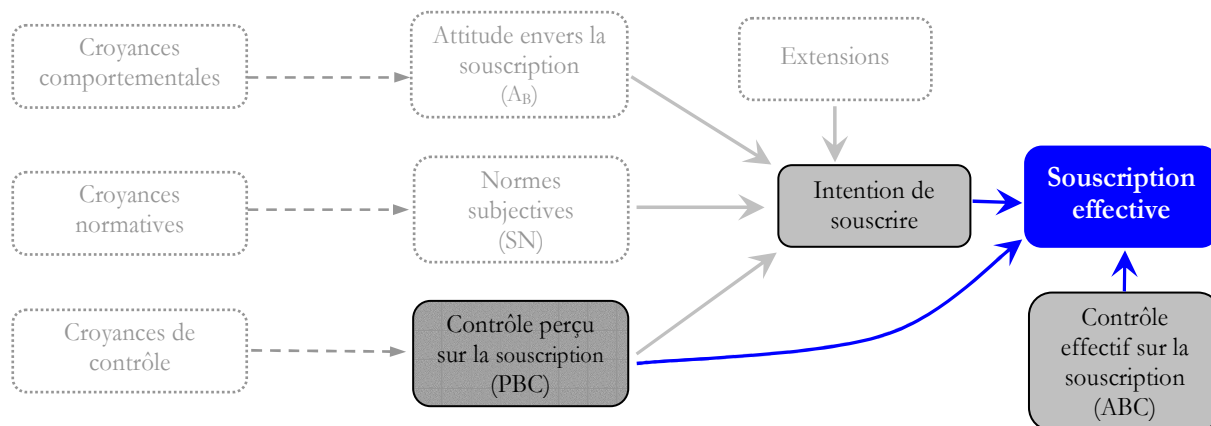 Croyances
comportementales
Attitude envers la
souscription
(AB)
Extensions
Croyances
normatives
Normes
subjectives
(SN)
Intention de
souscrire
Souscription
effective
Croyances de
contrôle
Contrôle perçu
sur la souscription
(PBC)
Contrôle
effectif sur la
souscription
(ABC)